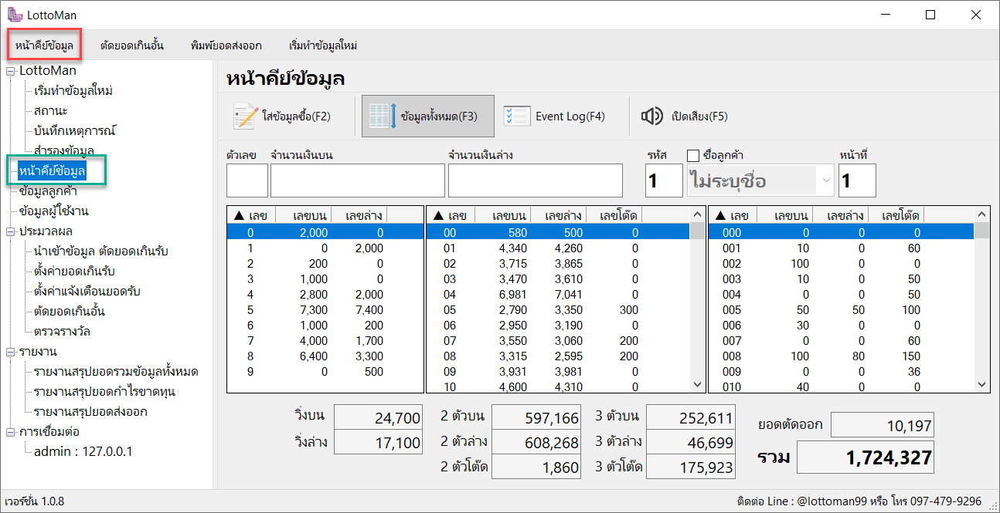 LottoMan
หน้าคีย์ข้อมูล ตัดยอดเกินอั้น พิมพ์ยอดส่งออก เริ่มทำข้อมูลใหม่
LottoMan
เริ่มทำข้อมูลใหม่
สถานะ
บันทึกเหตุการณ์
สำรองข้อมูล
หน้าคีย์ข้อมูล
ข้อมูลลูกค้า
ข้อมูลผู้ใช้งาน
ประมวลผล
นำเข้าข้อมูล ตัดยอดเกินรับ
ตั้งค่ายอดเกินรับ
ตั้งค่าแจ้งเตือนยอดรับ
ตัดยอดเกินอั้น
ตรวจรางวัล
รายงาน
รายงานสรุปยอดรวมข้อมูลทั้งหมด
รายงานสรุปยอดกำไรขาดทุน
รายงานสรุปยอดส่งออก
การเชื่อมต่อ
admin : 127.0.0.1
หน้าคีย์ข้อมูล
ใส่ข้อมูลซื้อ(F2) ข้อมูลทั้งหมด(F3) Event Log(F4) เปิดเสียง(F5)
ตัวเลข จำนวนเงินบน จำนวนเงินล่าง รหัส ชื่อลูกค้า หน้าที่
1 ไม่ระบุชื่อ 1
▲ เลข เลขบน เลขล่าง
0 2,000 0
1 0 2,000
2 200 0
3 1,000 0
4 2,800 2,000
5 7,300 7,400
6 1,000 200
7 4,000 1,700
8 6,400 3,300
9 0 500
▲ เลข เลขบน เลขล่าง เลขโต๊ด
00 580 500 0
01 4,340 4,260 0
02 3,715 3,865 0
03 3,470 3,610 0
04 6,981 7,041 0
05 2,790 3,350 300
06 2,950 3,190 0
07 3,550 3,060 200
08 3,315 2,595 200
09 3,931 3,981 0
10 4,600 4,310 0
▲ เลข เลขบน เลขล่าง เลขโต๊ด
000 0 0 0
001 10 0 60
002 100 0 0
003 10 0 50
004 0 0 50
005 50 50 100
006 30 0 0
007 0 0 60
008 100 80 150
009 0 0 36
010 40 0 0
วิ่งบน 24,700
วิ่งล่าง 17,100
2 ตัวบน 597,166
2 ตัวล่าง 608,268
2 ตัวโต๊ด 1,860
3 ตัวบน 252,611
3 ตัวล่าง 46,699
3 ตัวโต๊ด 175,923
ยอดตัดออก 10,197
รวม 1,724,327
เวอร์ชั่น 1.0.8
ติดต่อ Line : @lottoman99 หรือ โทร 097-479-9296